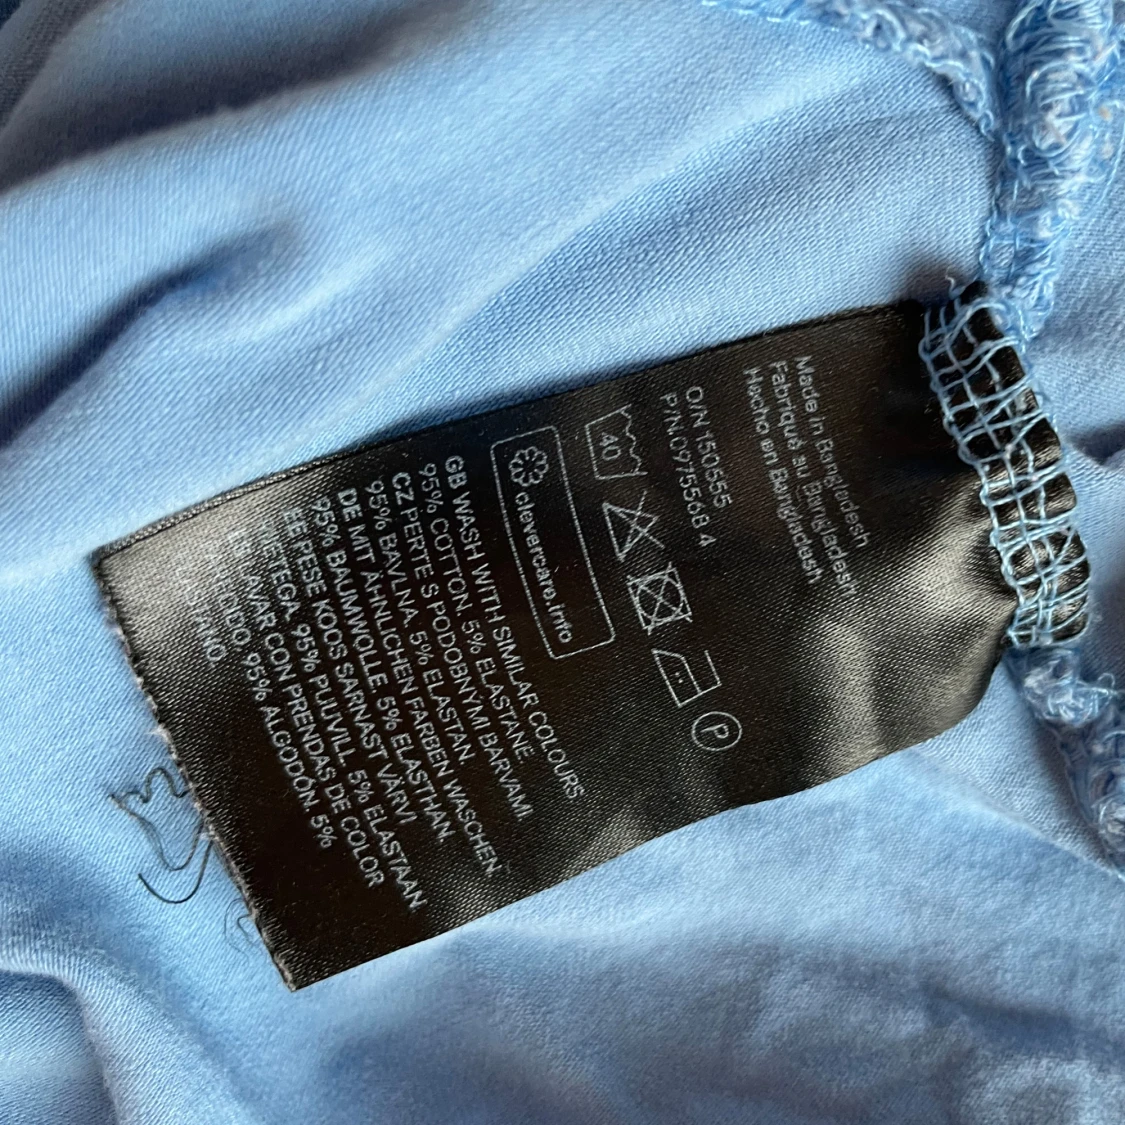 Made in Bangladesh
Fabriqué au Bangladesh
Hecho en Bangladesh
O/N 150555
P/N.0975568 4
40
P
clevercare.info
GB WASH WITH SIMILAR COLOURS
95% COTTON, 5% ELASTANE
CZ PERTE S PODOBNÝMI BARVAMI.
95% BAVLNA, 5% ELASTAN.
DE MIT ÄHNLICHEN FARBEN WASCHEN
95% BAUMWOLLE, 5% ELASTHAN.
EE PESE KOOS SARNAST VÄRVI
95% PUUVILL, 5% ELASTAAN
LAVAR CON PRENDAS DE COLOR
95% ALGODÓN, 5%